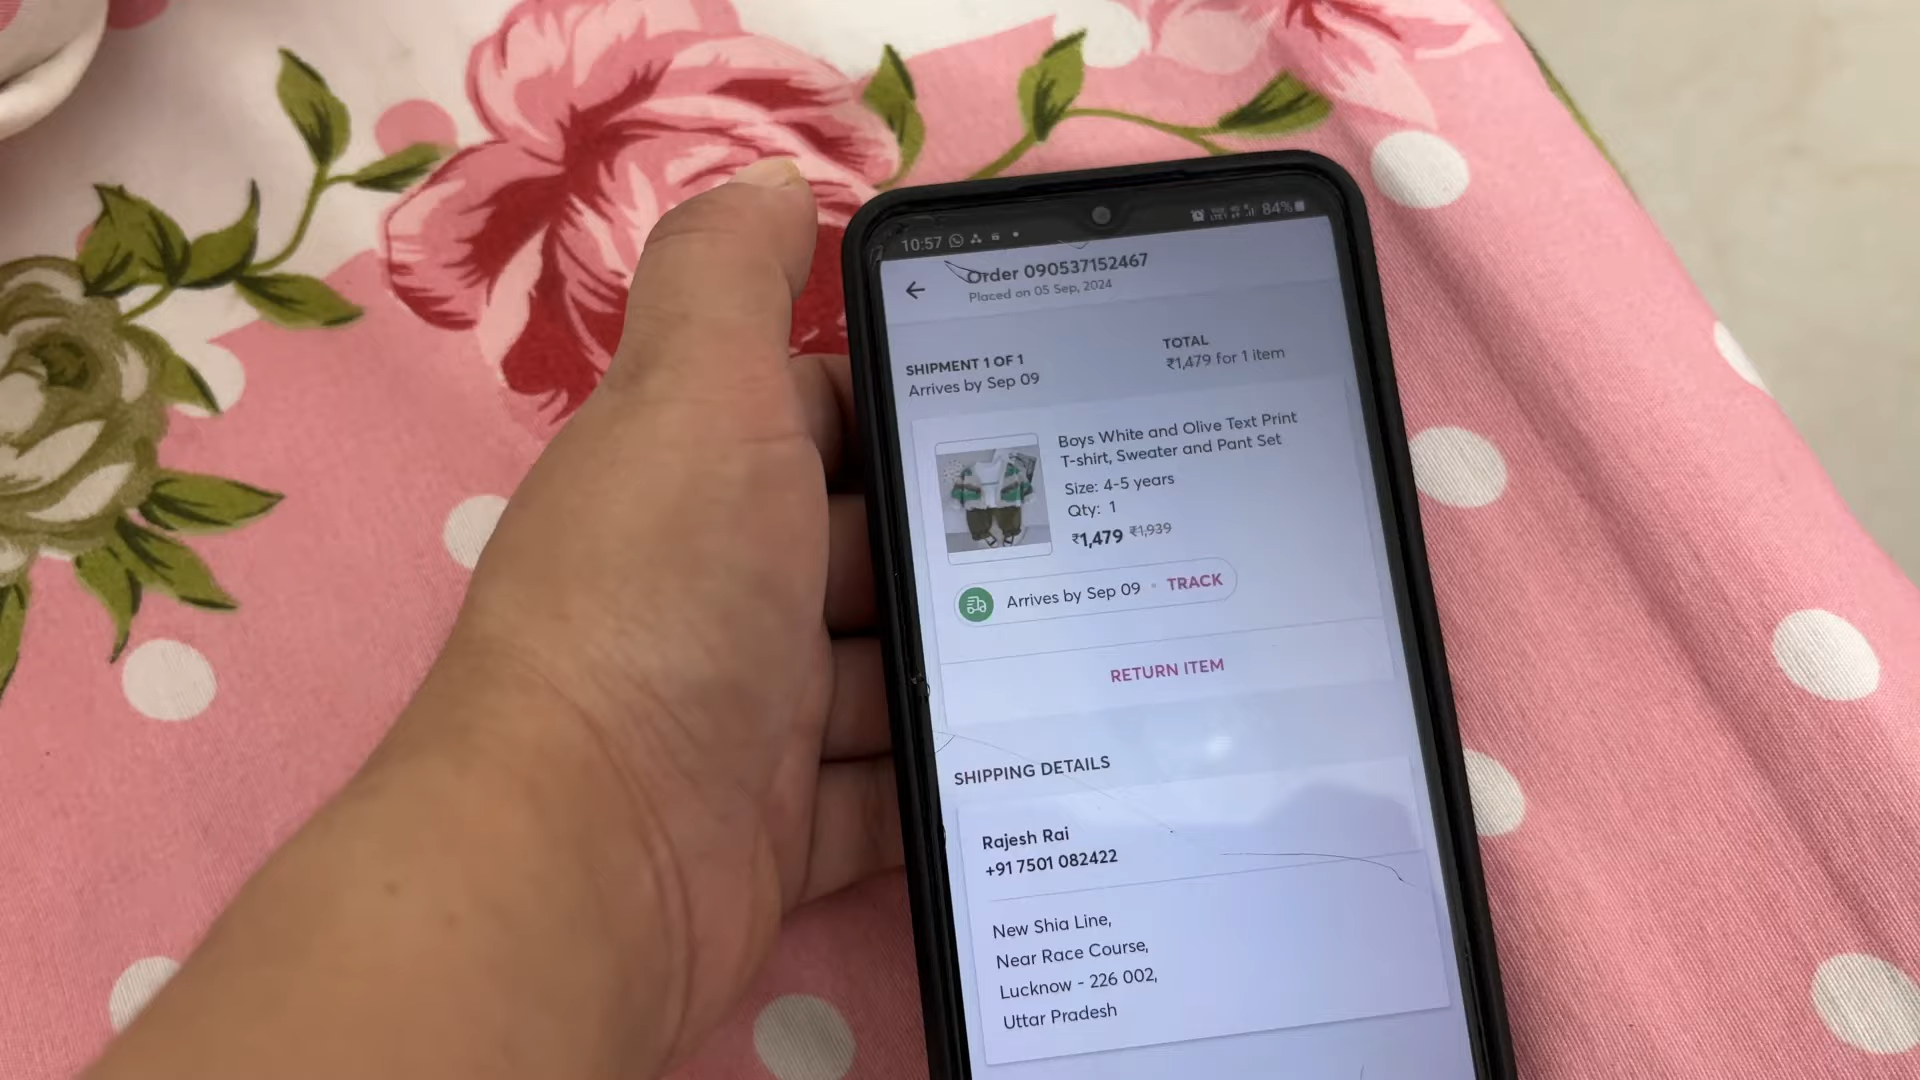 10:57
84%
Order 090537152467
Placed on 05 Sep, 2024
SHIPMENT 1 OF 1
Arrives by Sep 09
TOTAL
₹1,479 for 1 item
Boys White and Olive Text Print
T-shirt, Sweater and Pant Set
Size: 4-5 years
Qty: 1
₹1,479 ₹1,939
Arrives by Sep 09 • TRACK
RETURN ITEM
SHIPPING DETAILS
Rajesh Rai
+91 7501 082422
New Shia Line,
Near Race Course,
Lucknow - 226 002,
Uttar Pradesh